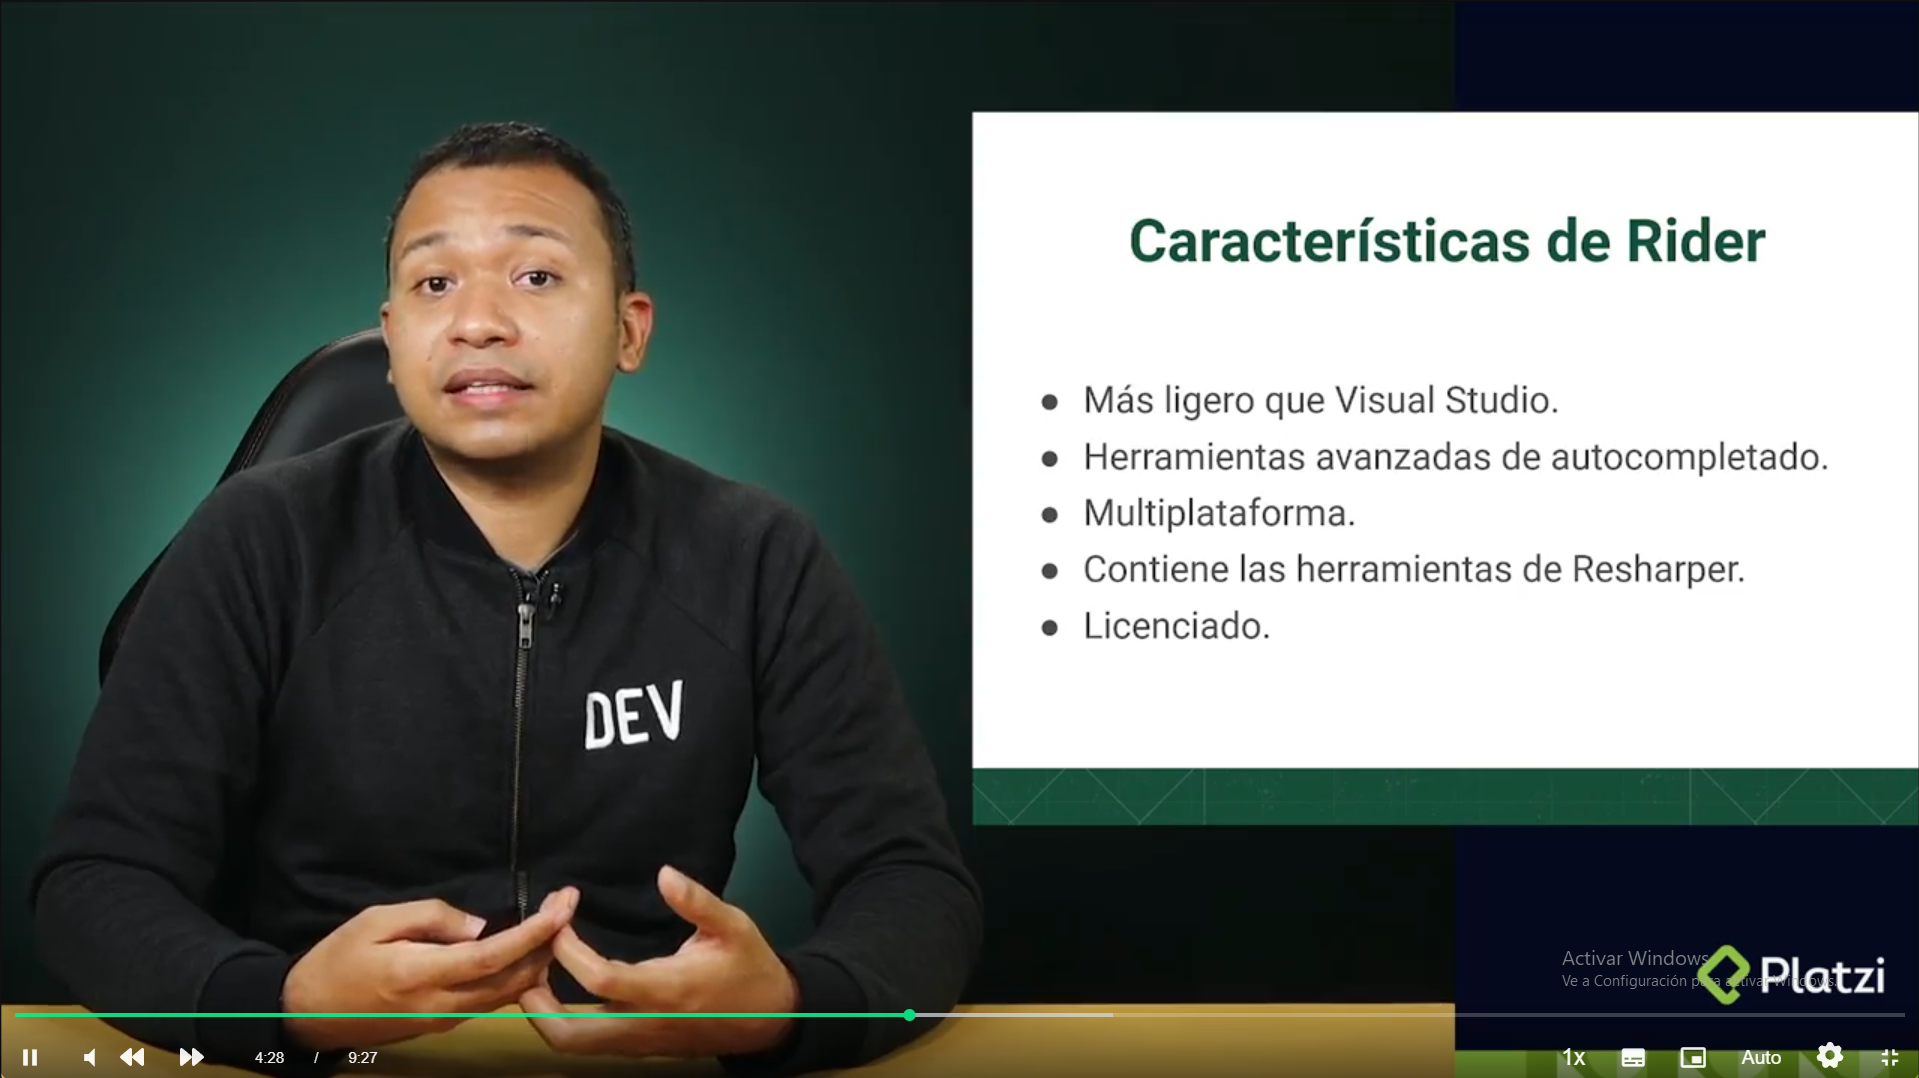 Características de Rider
Más ligero que Visual Studio.
Herramientas avanzadas de autocompletado.
Multiplataforma.
Contiene las herramientas de Resharper.
Licenciado.
DEV
Activar Windows
Ve a Configuración para activar Windows.
Platzi
4:28 / 9:27
1x
Auto